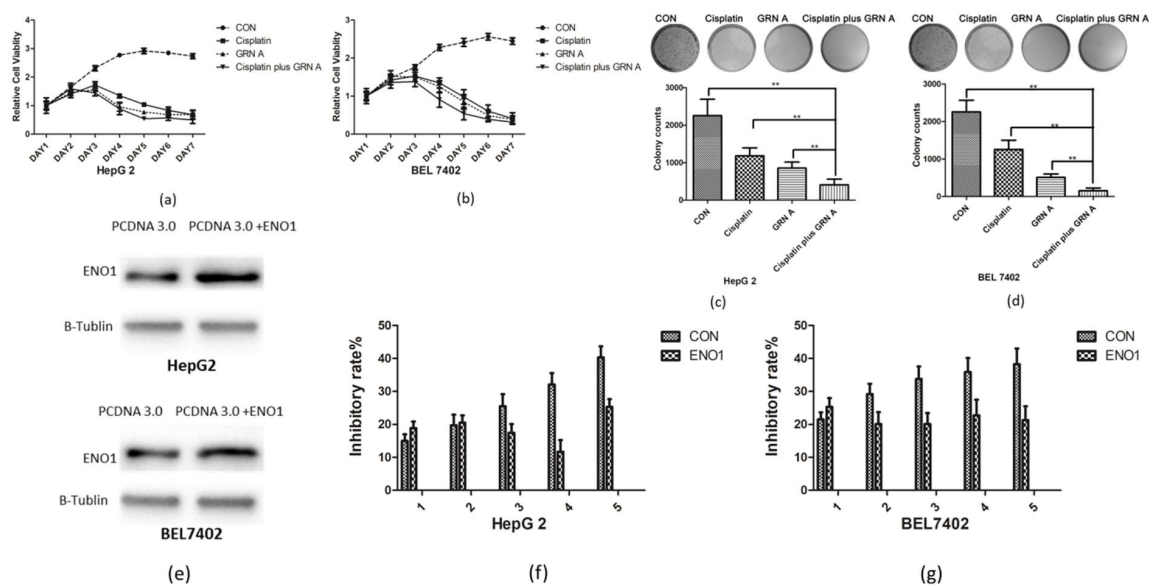 (a)
Relative Cell Viablity
4
3
2
1
0
DAY1
DAY2
DAY3
DAY4
DAY5
DAY6
DAY7
HepG 2
CON
Cisplatin
GRN A
Cisplatin plus GRN A
(a)
(b)
Relative Cell Viablity
3
2
1
0
DAY1
DAY2
DAY3
DAY4
DAY5
DAY6
DAY7
BEL 7402
CON
Cisplatin
GRN A
Cisplatin plus GRN A
(b)
CON Cisplatin GRN A Cisplatin plus GRN A
Colony counts
3000
2000
1000
0
**
**
**
CON
Cisplatin
GRN A
Cisplatin plus GRN A
HepG 2
(c)
CON Cisplatin GRN A Cisplatin plus GRN A
Colony counts
3000
2000
1000
0
**
**
**
CON
Cisplatin
GRN A
Cisplatin plus GRN A
BEL 7402
(d)
PCDNA 3.0 PCDNA 3.0 +ENO1
ENO1
B-Tublin
HepG2
PCDNA 3.0 PCDNA 3.0 +ENO1
ENO1
B-Tublin
BEL7402
(e)
Inhibitory rate%
50
40
30
20
10
0
1
2
3
4
5
HepG 2
CON
ENO1
(f)
Inhibitory rate%
50
40
30
20
10
0
1
2
3
4
5
BEL7402
CON
ENO1
(g)